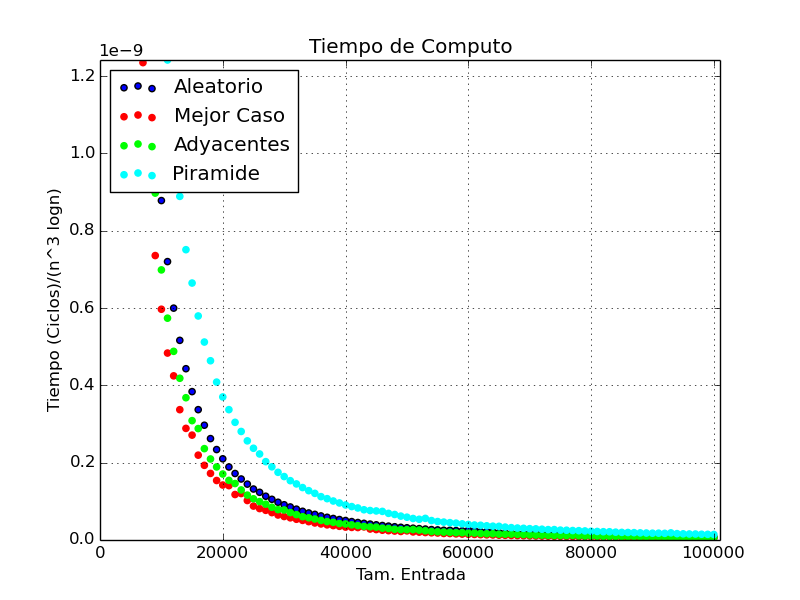 Tiempo de Computo
1e−9
Aleatorio
Mejor Caso
Adyacentes
Piramide
Tiempo (Ciclos)/(n^3 logn)
1.2
1.0
0.8
0.6
0.4
0.2
0.0
0 20000 40000 60000 80000 100000
Tam. Entrada